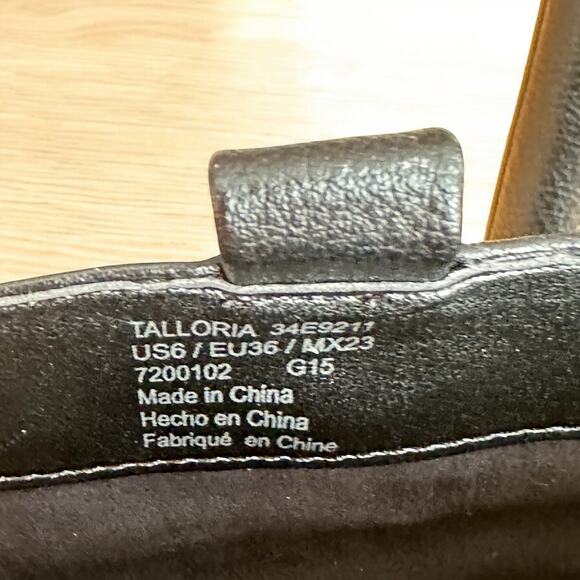 TALLORIA 34E9211
US6 / EU36 / MX23
7200102 G15
Made in China
Hecho en China
Fabriqué en Chine